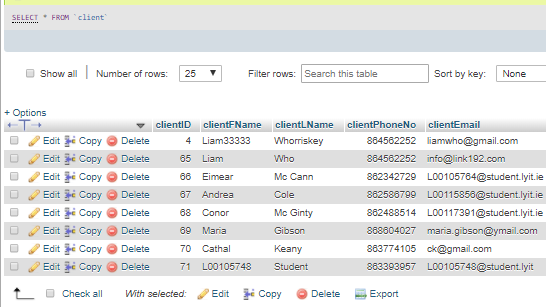 SELECT * FROM `client`
Show all Number of rows: 25 Filter rows: Search this table Sort by key: None
+ Options
clientID clientFName clientLName clientPhoneNo clientEmail
Edit Copy Delete 4 Liam33333 Whorriskey 864562252 liamwho@gmail.com
Edit Copy Delete 65 Liam Who 864562252 info@link192.com
Edit Copy Delete 66 Eimear Mc Cann 862342729 L00105764@student.lyit.ie
Edit Copy Delete 67 Andrea Cole 862586799 L00115856@student.lyit.ie
Edit Copy Delete 68 Conor Mc Ginty 862488514 L00117391@student.lyit.ie
Edit Copy Delete 69 Maria Gibson 868604027 maria.gibson@ymail.com
Edit Copy Delete 70 Cathal Keany 863774105 ck@gmail.com
Edit Copy Delete 71 L00105748 Student 863393957 L00105748@student.lyit
Check all With selected: Edit Copy Delete Export